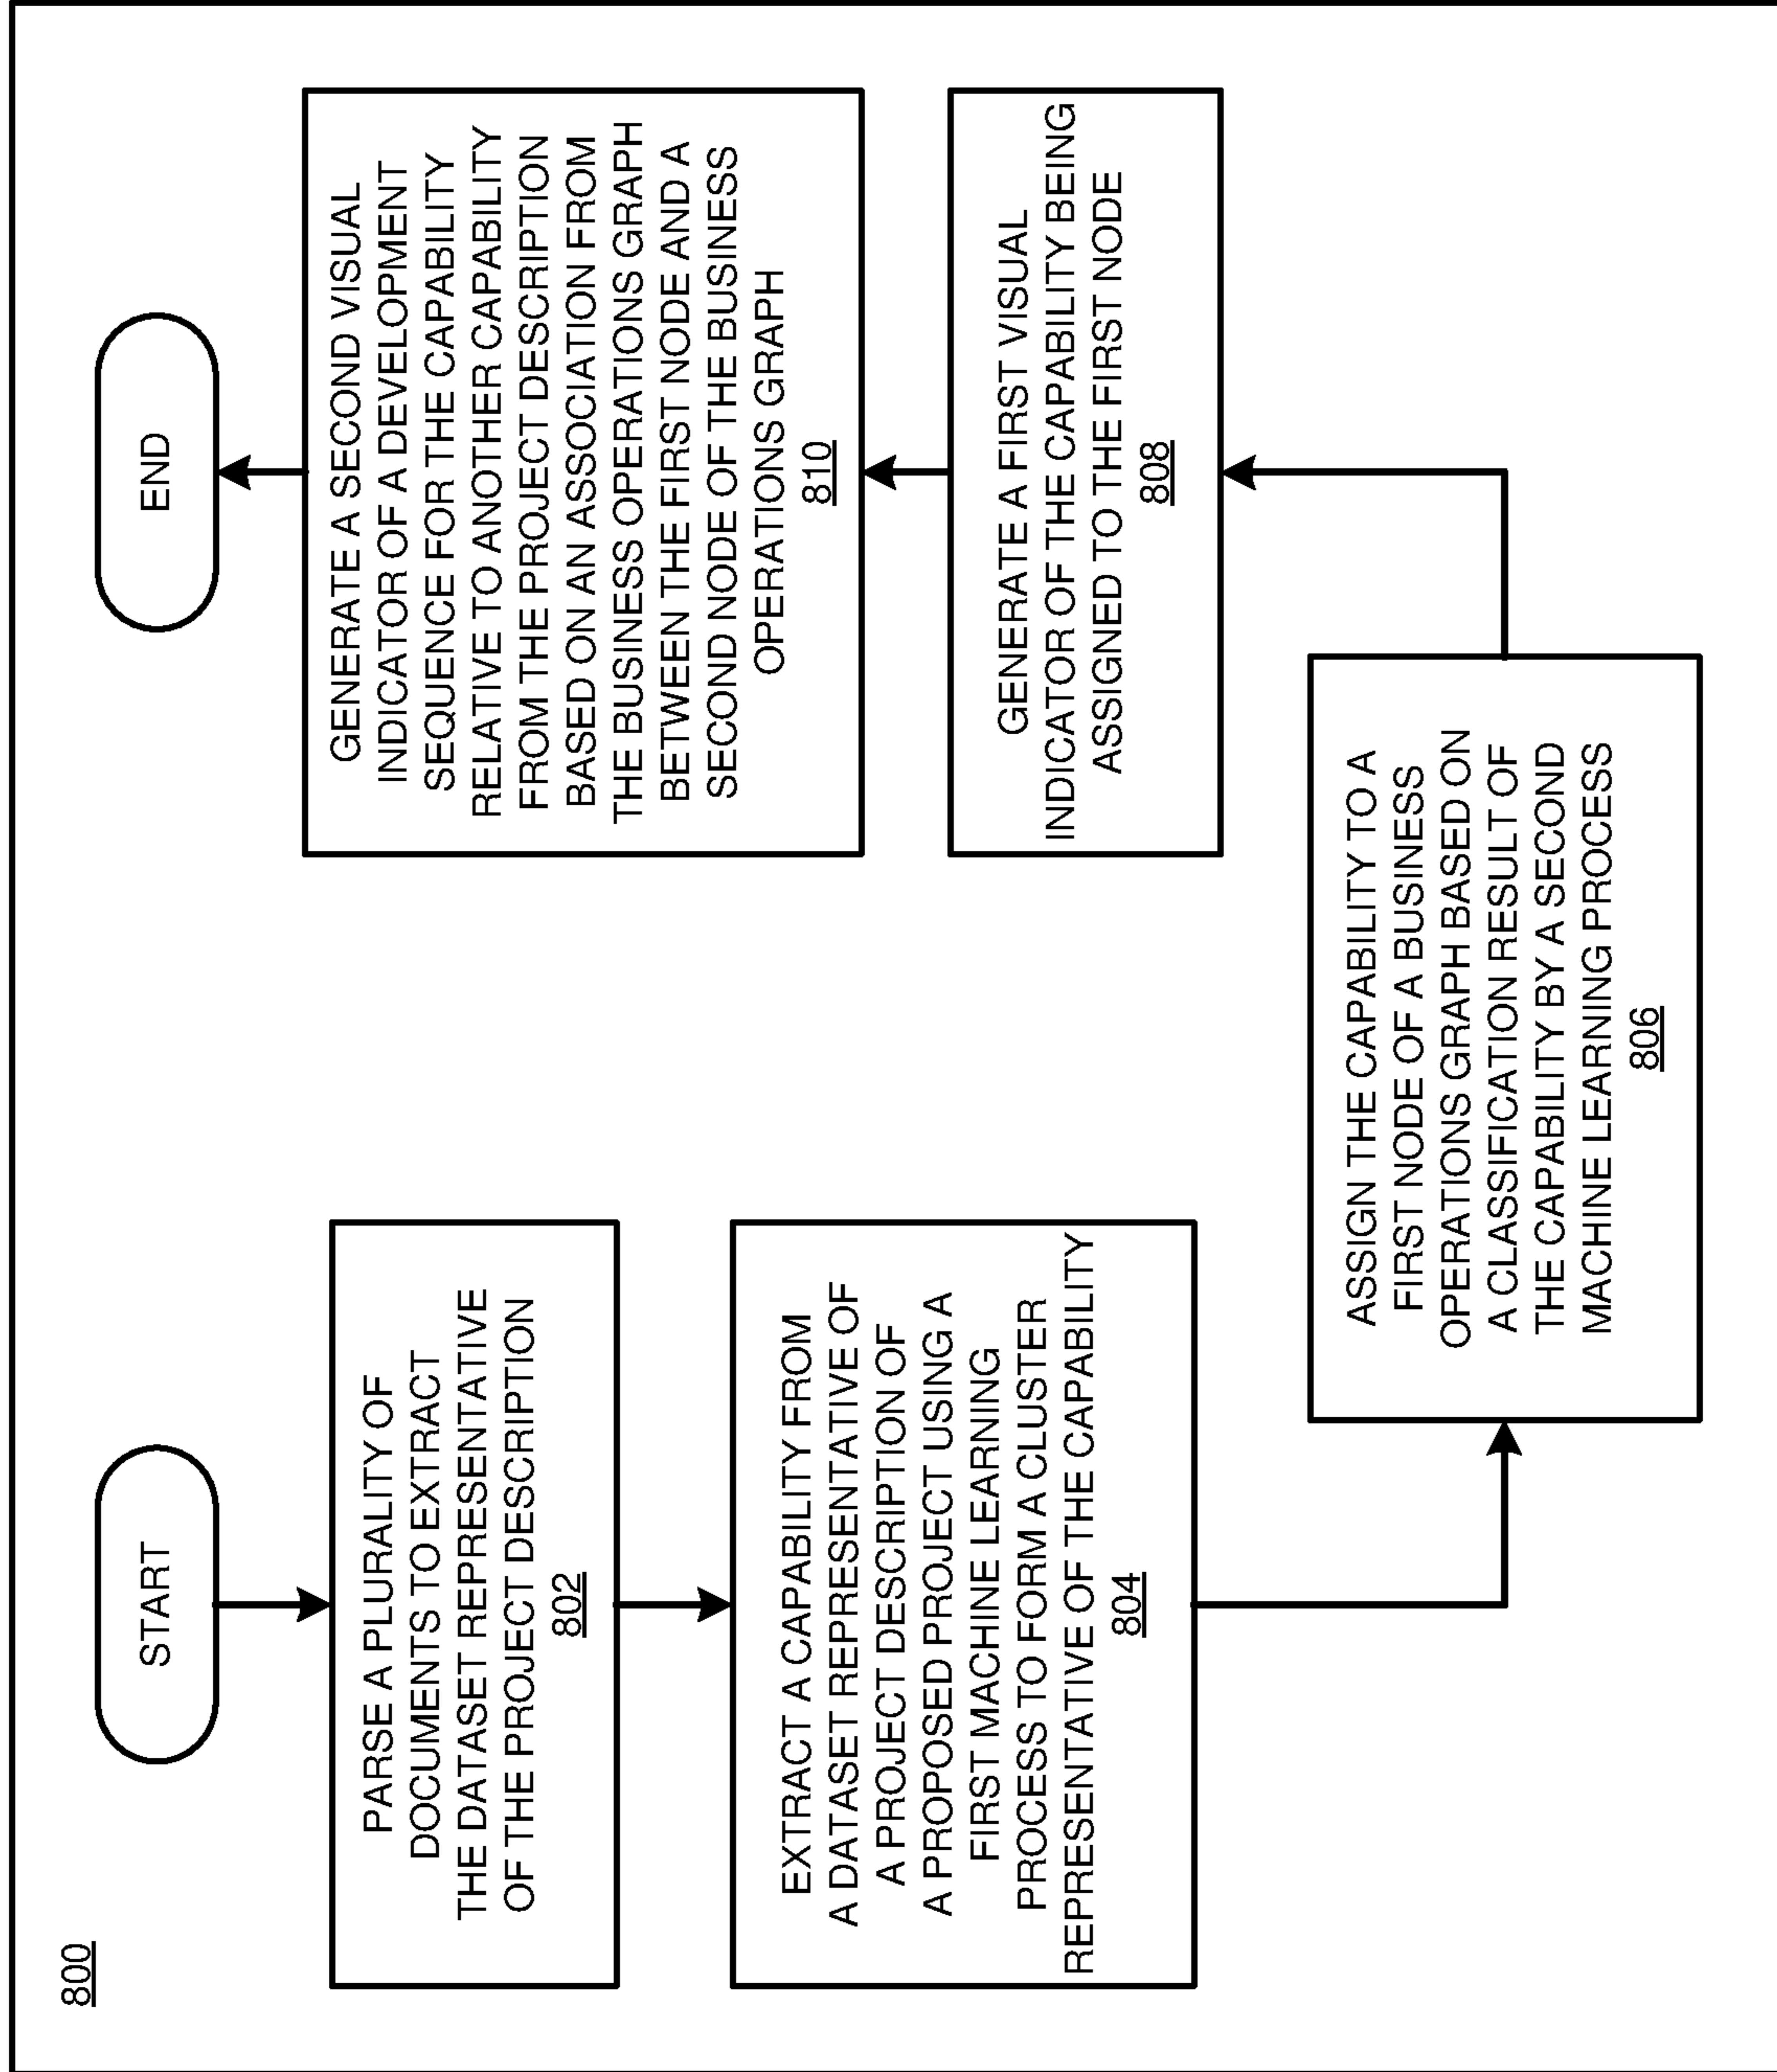 800
START
PARSE A PLURALITY OF
DOCUMENTS TO EXTRACT
THE DATASET REPRESENTATIVE
OF THE PROJECT DESCRIPTION
802
EXTRACT A CAPABILITY FROM
A DATASET REPRESENTATIVE OF
A PROJECT DESCRIPTION OF
A PROPOSED PROJECT USING A
FIRST MACHINE LEARNING
PROCESS TO FORM A CLUSTER
REPRESENTATIVE OF THE CAPABILITY
804
ASSIGN THE CAPABILITY TO A
FIRST NODE OF A BUSINESS
OPERATIONS GRAPH BASED ON
A CLASSIFICATION RESULT OF
THE CAPABILITY BY A SECOND
MACHINE LEARNING PROCESS
806
GENERATE A FIRST VISUAL
INDICATOR OF THE CAPABILITY BEING
ASSIGNED TO THE FIRST NODE
808
GENERATE A SECOND VISUAL
INDICATOR OF A DEVELOPMENT
SEQUENCE FOR THE CAPABILITY
RELATIVE TO ANOTHER CAPABILITY
FROM THE PROJECT DESCRIPTION
BASED ON AN ASSOCIATION FROM
THE BUSINESS OPERATIONS GRAPH
BETWEEN THE FIRST NODE AND A
SECOND NODE OF THE BUSINESS
OPERATIONS GRAPH
810
END